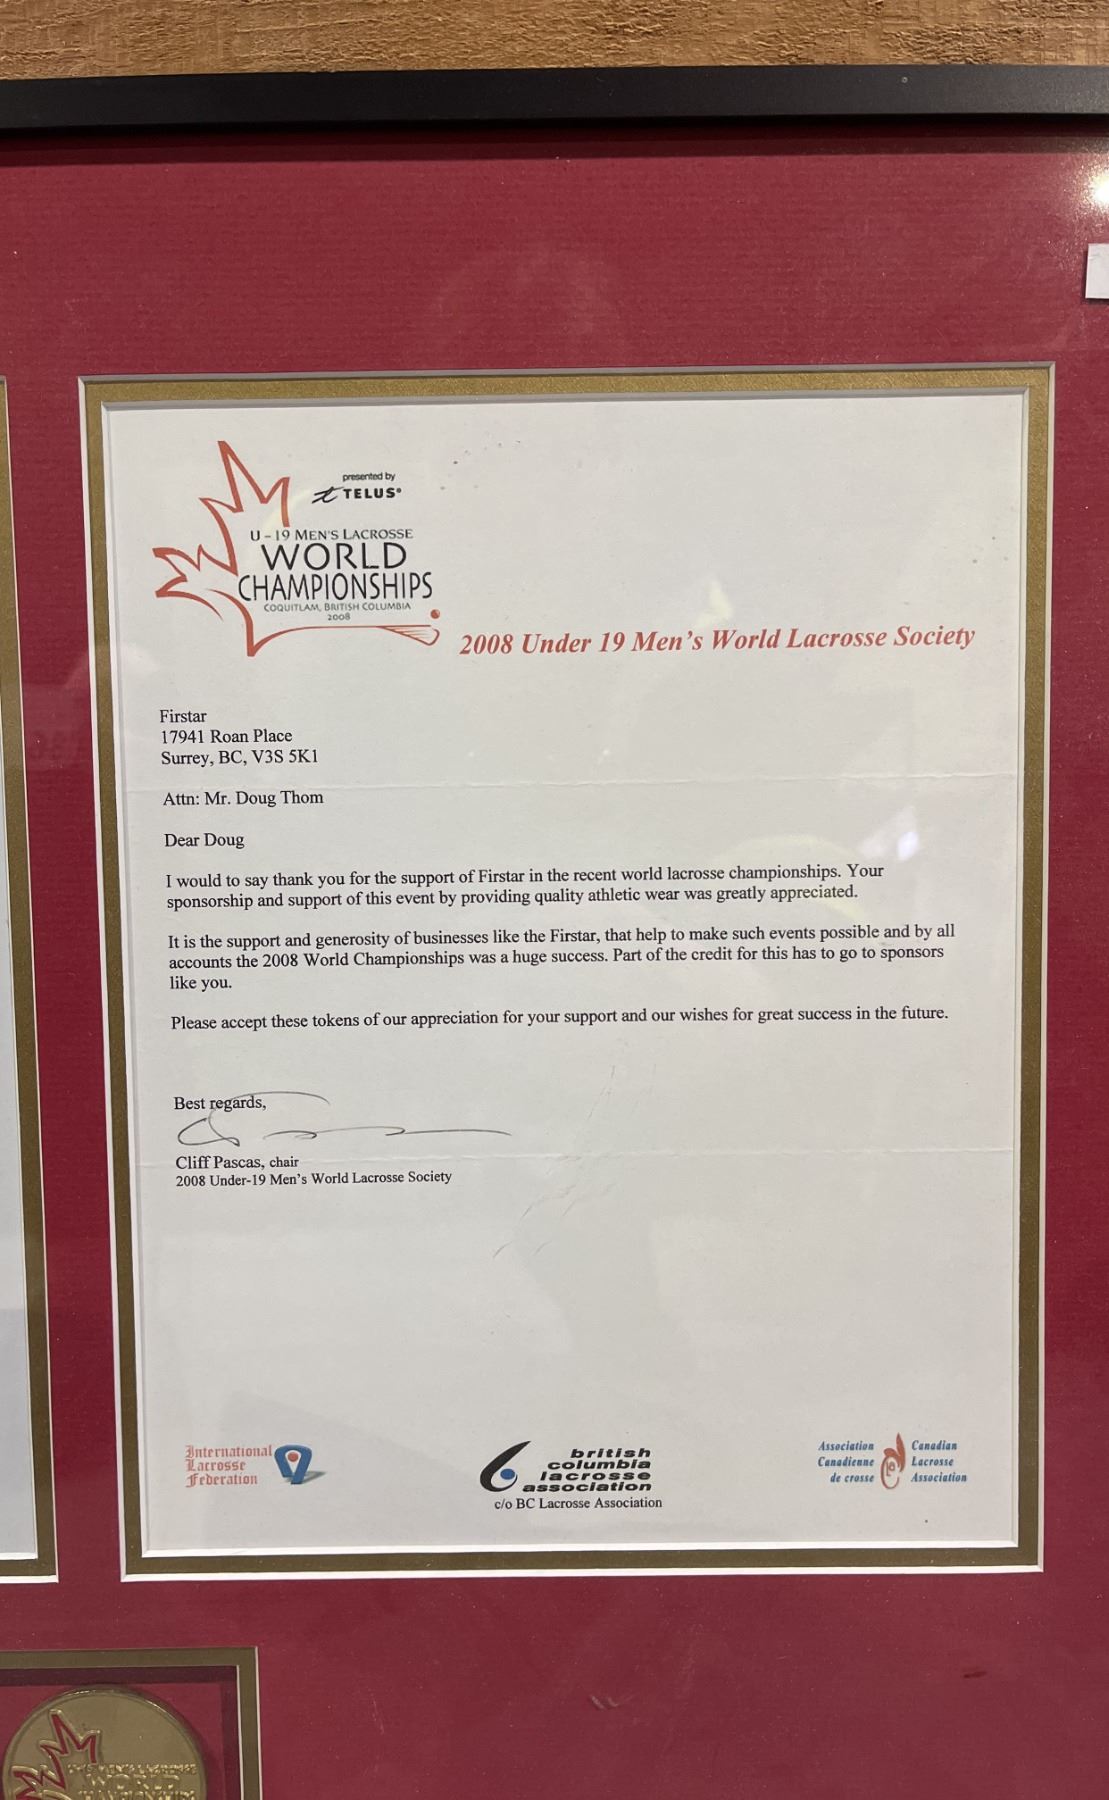 presented by
TELUS®
U-19 MEN'S LACROSSE
WORLD
CHAMPIONSHIPS
COQUITLAM, BRITISH COLUMBIA
2008
2008 Under 19 Men's World Lacrosse Society
Firstar
17941 Roan Place
Surrey, BC, V3S 5K1
Attn: Mr. Doug Thom
Dear Doug
I would to say thank you for the support of Firstar in the recent world lacrosse championships. Your
sponsorship and support of this event by providing quality athletic wear was greatly appreciated.
It is the support and generosity of businesses like the Firstar, that help to make such events possible and by all
accounts the 2008 World Championships was a huge success. Part of the credit for this has to go to sponsors
like you.
Please accept these tokens of our appreciation for your support and our wishes for great success in the future.
Best regards,
Cliff Pascas, chair
2008 Under-19 Men's World Lacrosse Society
International
Lacrosse
Federation
british
columbia
lacrosse
association
c/o BC Lacrosse Association
Association
Canadienne
de crosse
Canadian
Lacrosse
Association
U-19 MEN'S LACROSSE
WORLD
CHAMPIONSHIPS